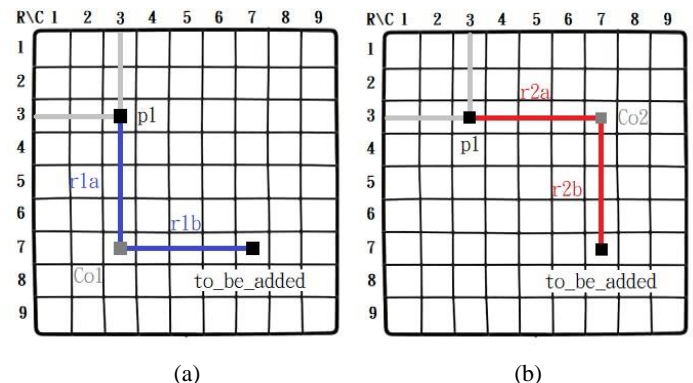 R\C 1 2 3 4 5 6 7 8 9
1
2
3 p1
4
5 r1a
6 r1b
7
8 Co1 to_be_added
9
(a)
R\C 1 2 3 4 5 6 7 8 9
1
2 r2a
3 Co2
4 p1
5 r2b
6
7
8 to_be_added
9
(b)